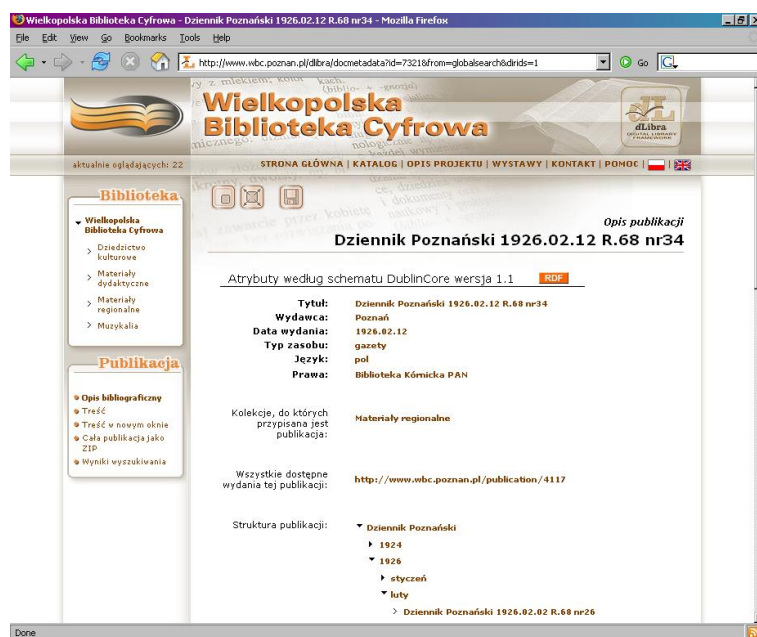 Wielkopolska Biblioteka Cyfrowa - Dziennik Poznański 1926.02.12 R.68 nr34 - Mozilla Firefox
File Edit View Go Bookmarks Tools Help
http://www.wbc.poznan.pl/dlibra/docmetadata?id=7321&from=globalsearch&dirids=1 Go
Wielkopolska
Biblioteka Cyfrowa
dLibra
DIGITAL LIBRARY
FRAMEWORK
aktualnie oglądających: 22
STRONA GŁÓWNA | KATALOG | OPIS PROJEKTU | WYSTAWY | KONTAKT | POMOC | |
Biblioteka
Wielkopolska
Biblioteka Cyfrowa
Dziedzictwo
kulturowe
Materiały
dydaktyczne
Materiały
regionalne
Muzykalia
Publikacja
Opis bibliograficzny
Treść
Treść w nowym oknie
Cała publikacja jako
ZIP
Wyniki wyszukiwania
Opis publikacji
Dziennik Poznański 1926.02.12 R.68 nr34
Atrybuty według schematu DublinCore wersja 1.1 RDF
Tytuł: Dziennik Poznański 1926.02.12 R.68 nr34
Wydawca: Poznań
Data wydania: 1926.02.12
Typ zasobu: gazety
Język: pol
Prawa: Biblioteka Kórnicka PAN
Kolekcje, do których
przypisana jest
publikacja:
Materiały regionalne
Wszystkie dostępne
wydania tej publikacji:
http://www.wbc.poznan.pl/publication/4117
Struktura publikacji: Dziennik Poznański
1924
1926
styczeń
luty
Dziennik Poznański 1926.02.02 R.68 nr26
Done